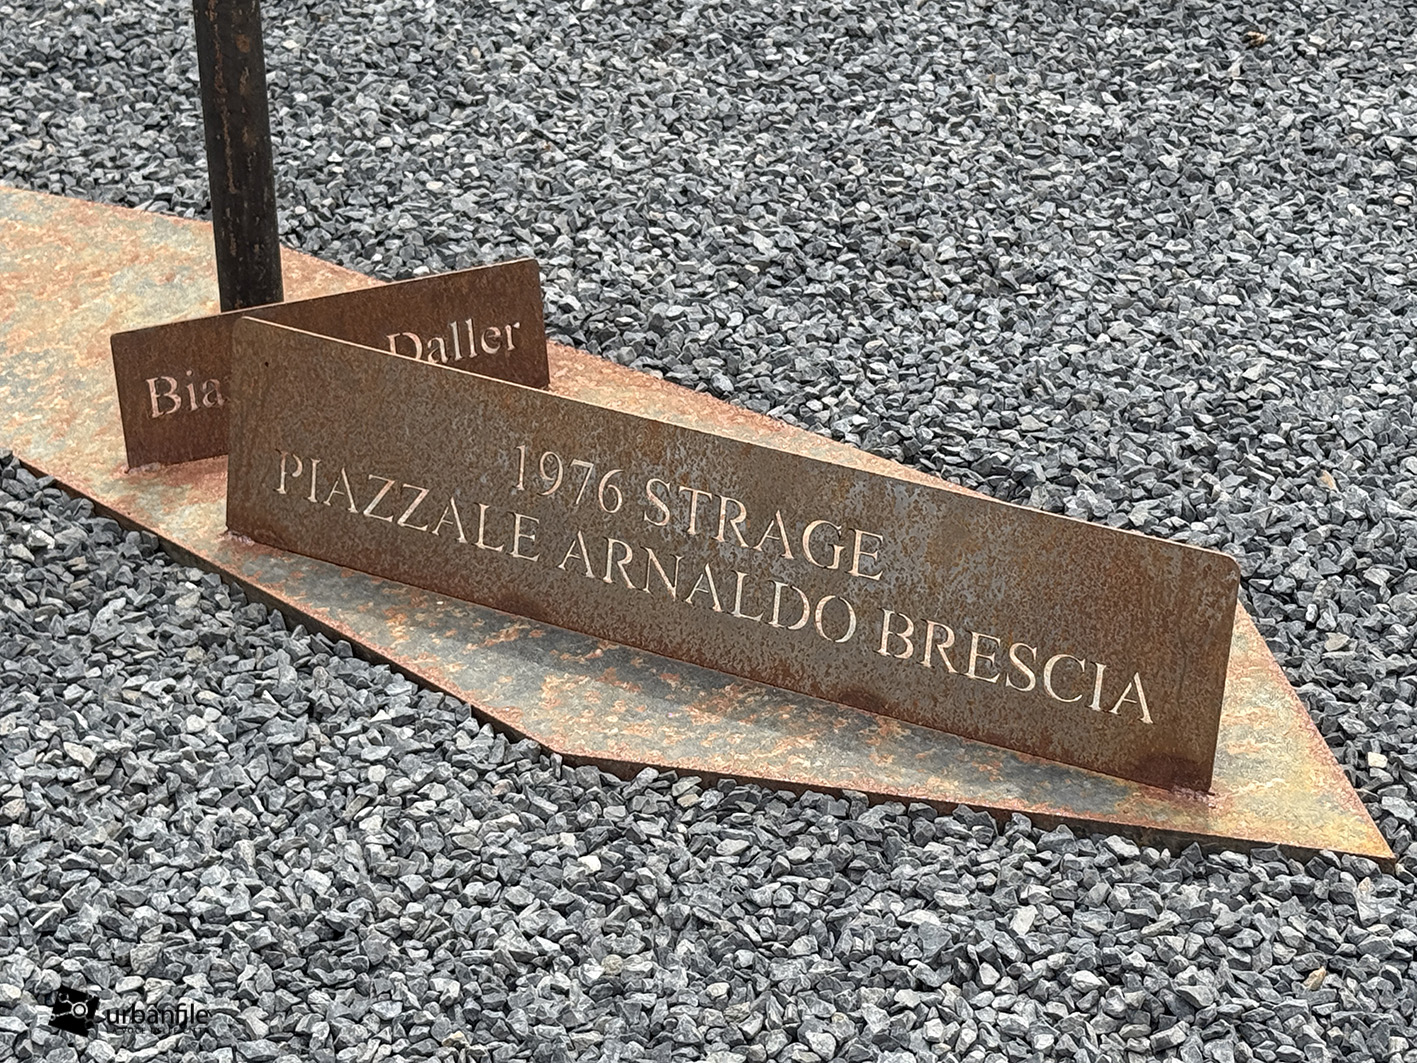 Daller
1976 STRAGE
PIAZZALE ARNALDO BRESCIA
urbanfile